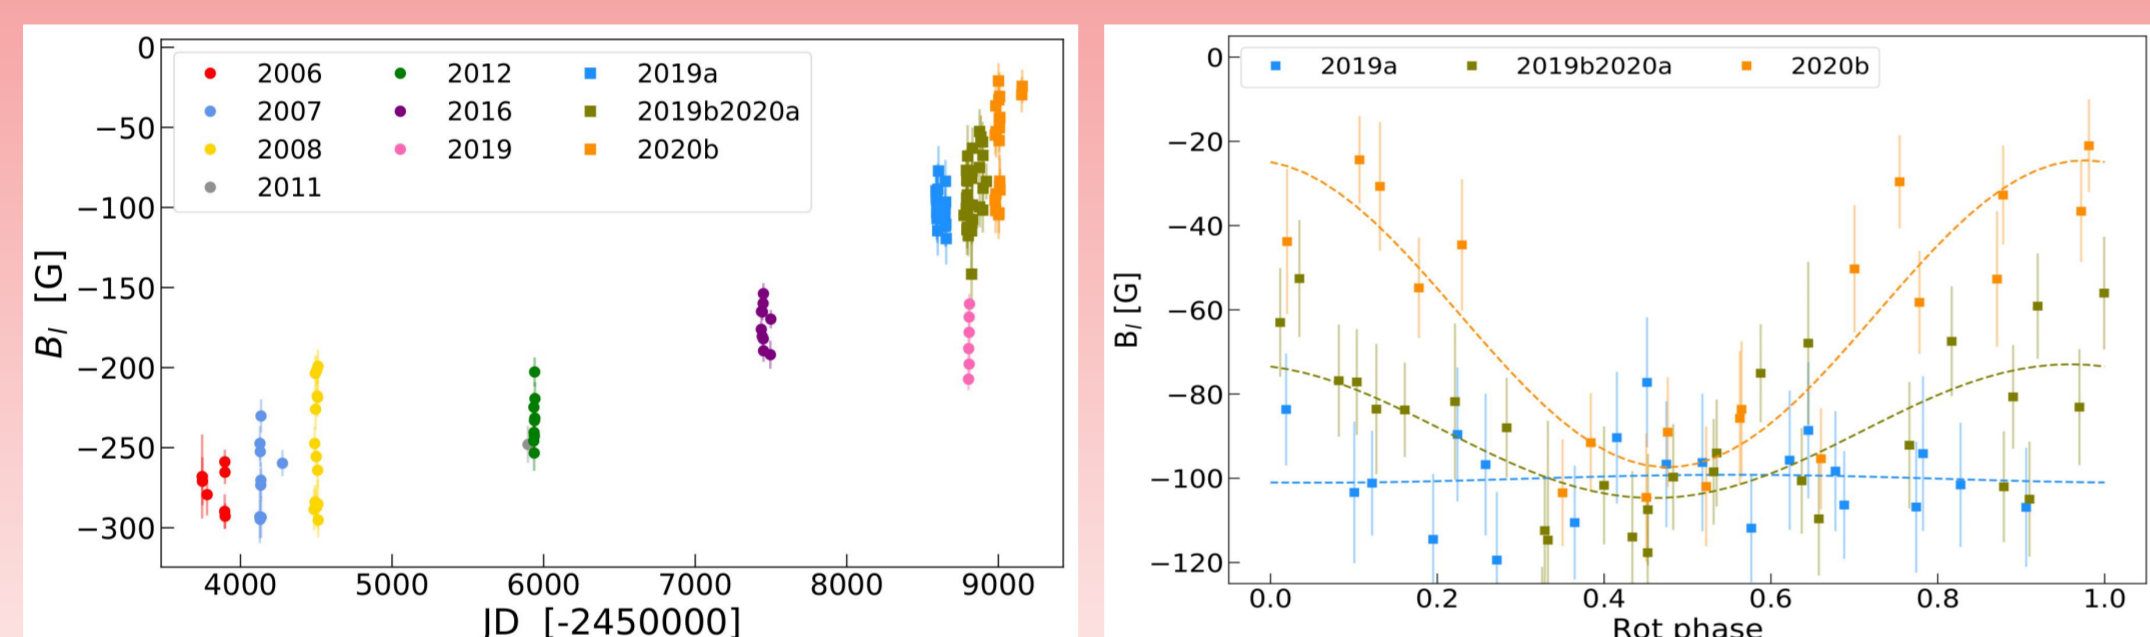 0
−50
−100
−150
−200
−250
−300
B_l [G]
2006
2007
2008
2011
2012
2016
2019
2019a
2019b2020a
2020b
4000 5000 6000 7000 8000 9000
JD [-2450000]
0
−20
−40
−60
−80
−100
−120
B_l [G]
2019a 2019b2020a 2020b
0.0 0.2 0.4 0.6 0.8 1.0
Rot phase